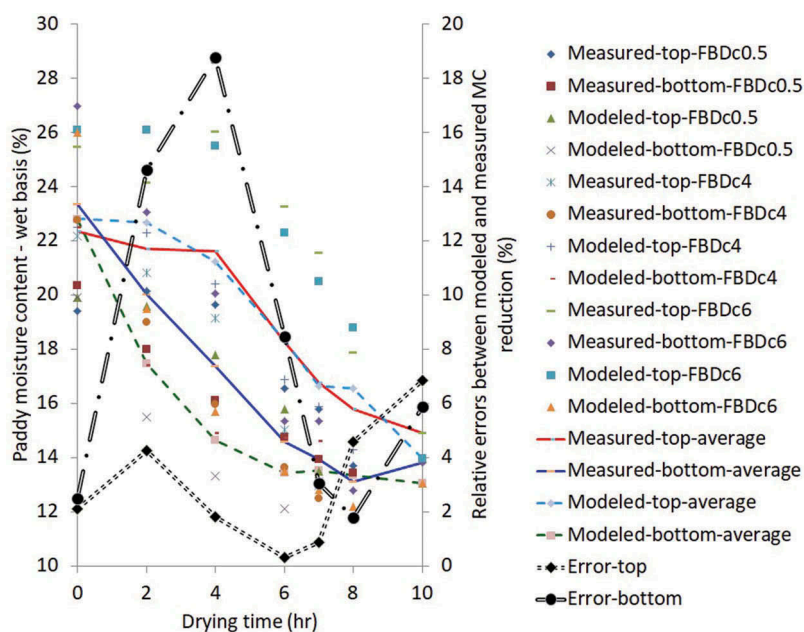 Paddy moisture content - wet basis (%)
30
28
26
24
22
20
18
16
14
12
10
0
2
4
6
8
10
Drying time (hr)
20
18
16
14
12
10
8
6
4
2
0
Relative errors between modeled and measured MC
reduction (%)
Measured-top-FBDc0.5
Measured-bottom-FBDc0.5
Modeled-top-FBDc0.5
Modeled-bottom-FBDc0.5
Measured-top-FBDc4
Measured-bottom-FBDc4
Modeled-top-FBDc4
Modeled-bottom-FBDc4
Measured-top-FBDc6
Measured-bottom-FBDc6
Modeled-top-FBDc6
Modeled-bottom-FBDc6
Measured-top-average
Measured-bottom-average
Modeled-top-average
Modeled-bottom-average
Error-top
Error-bottom